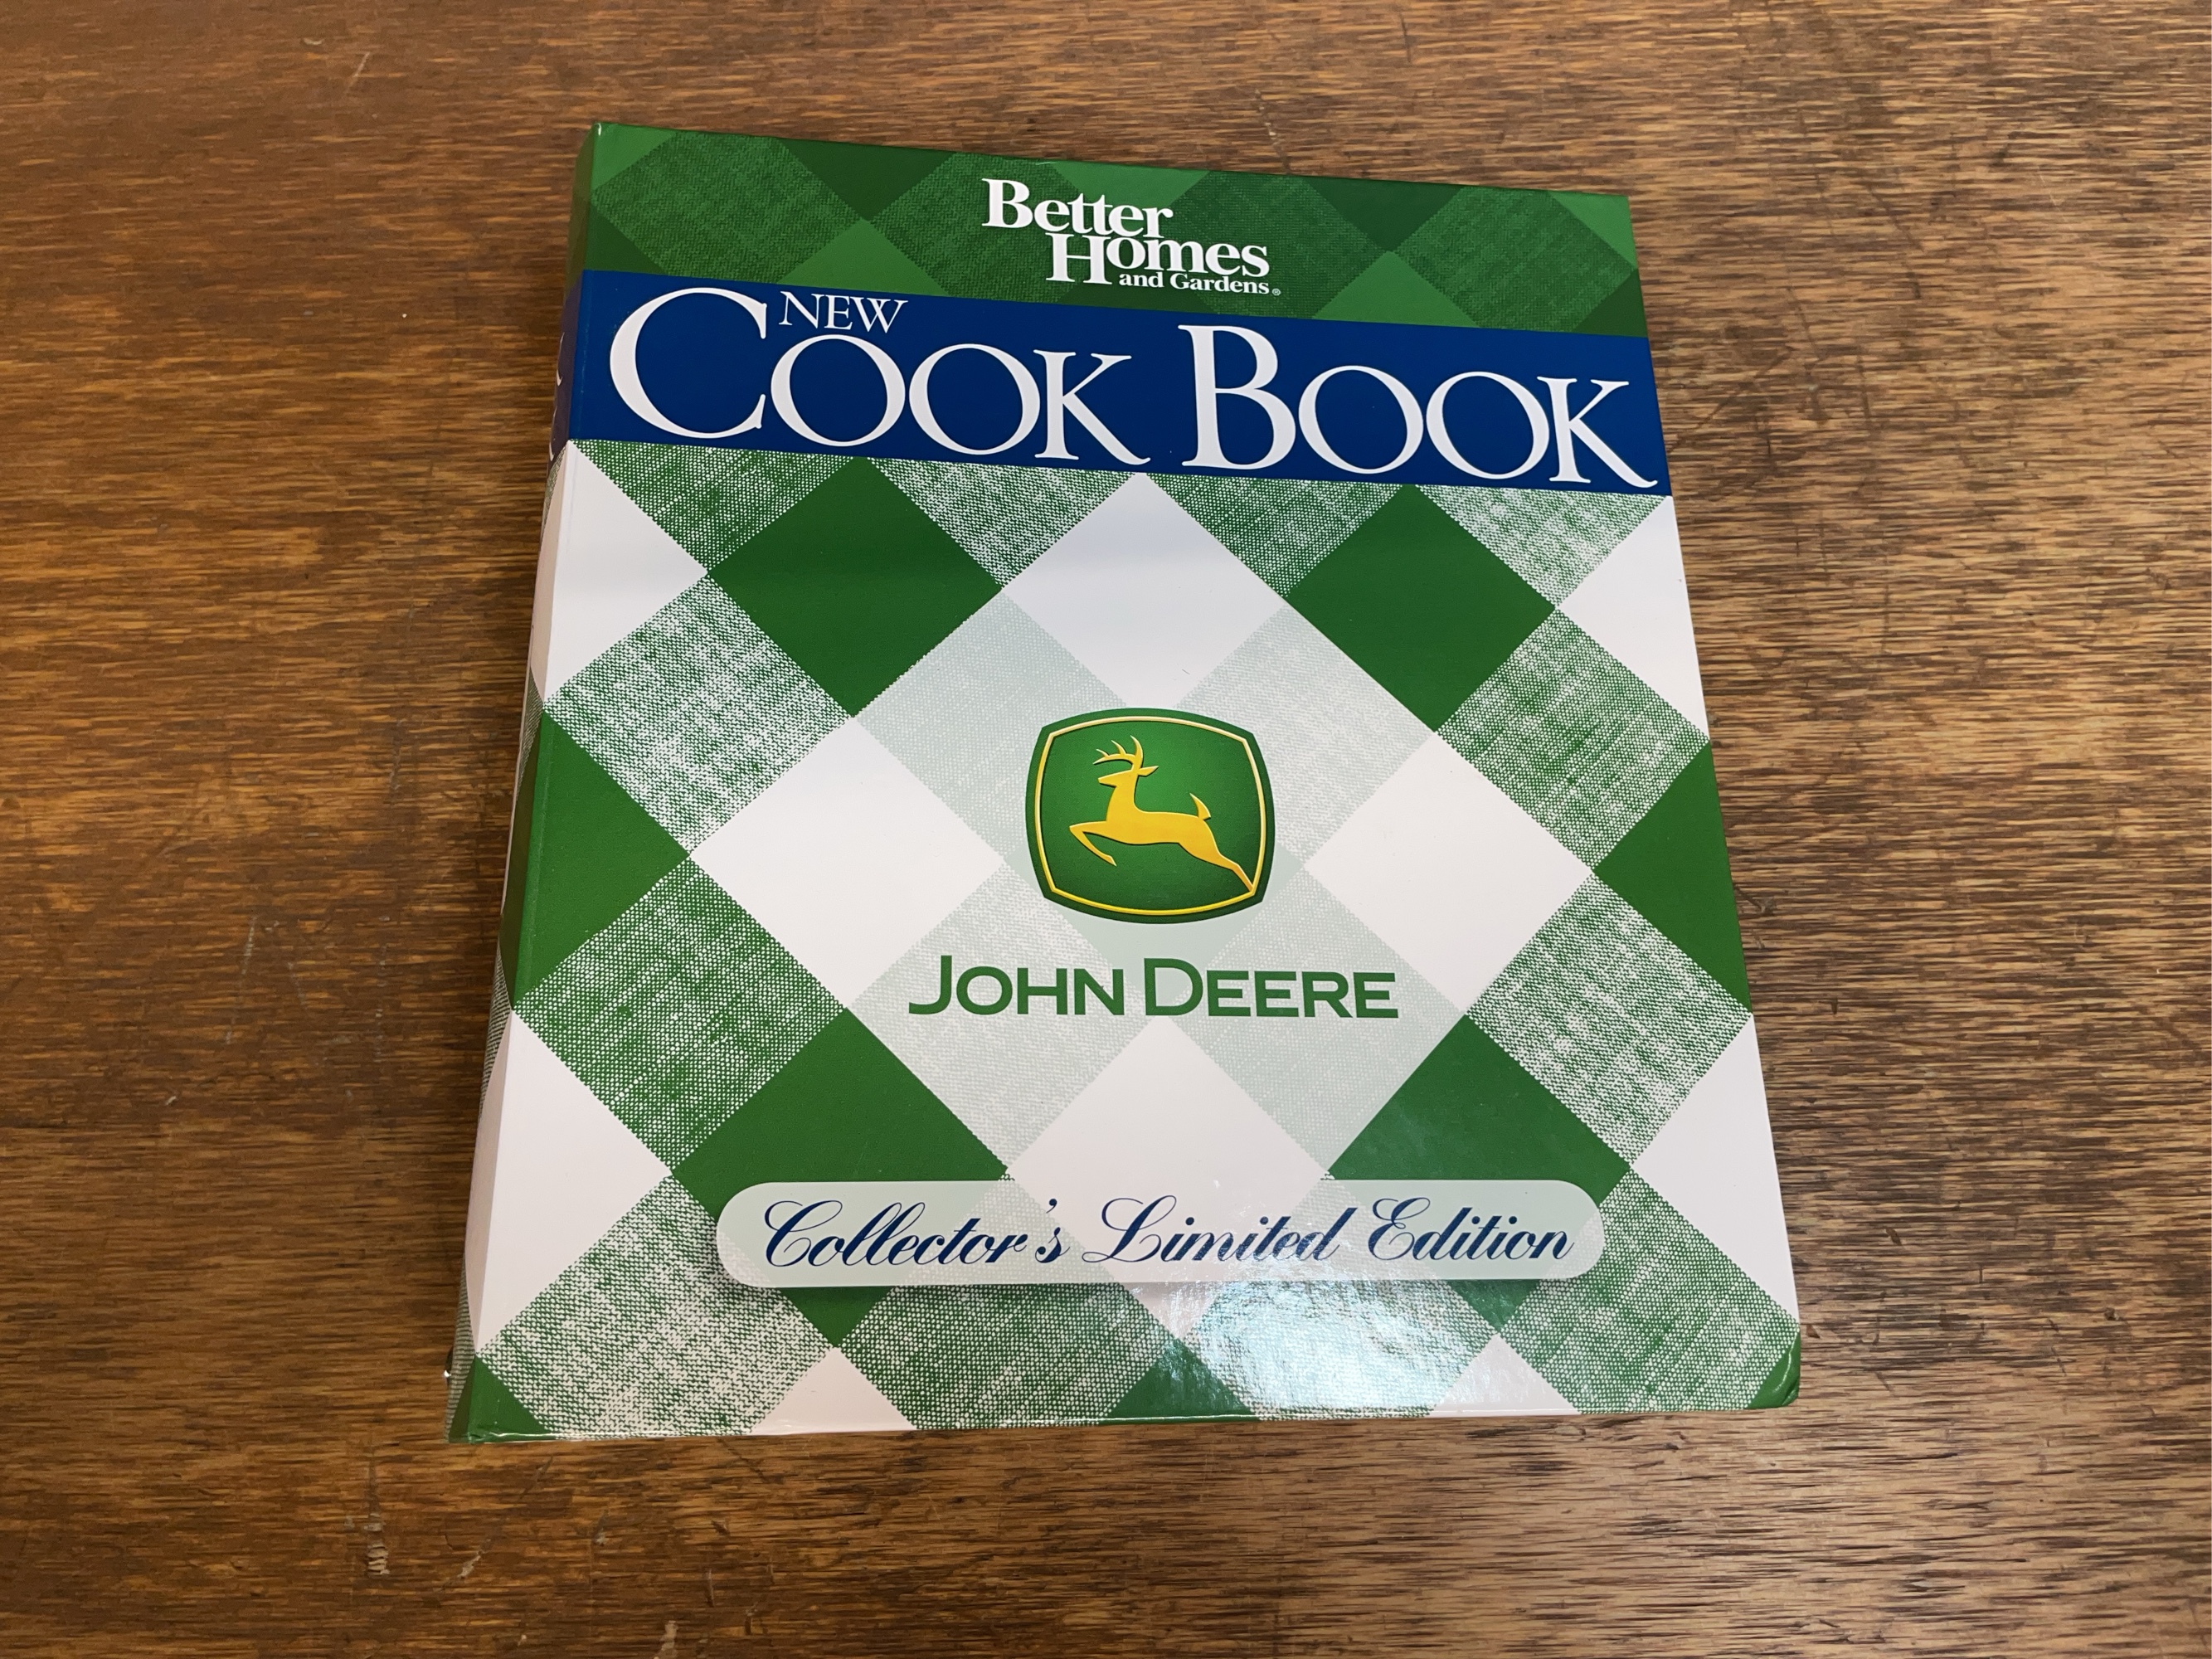 Better
Homes
and Gardens®
NEW
COOK BOOK
JOHN DEERE
Collector's Limited Edition